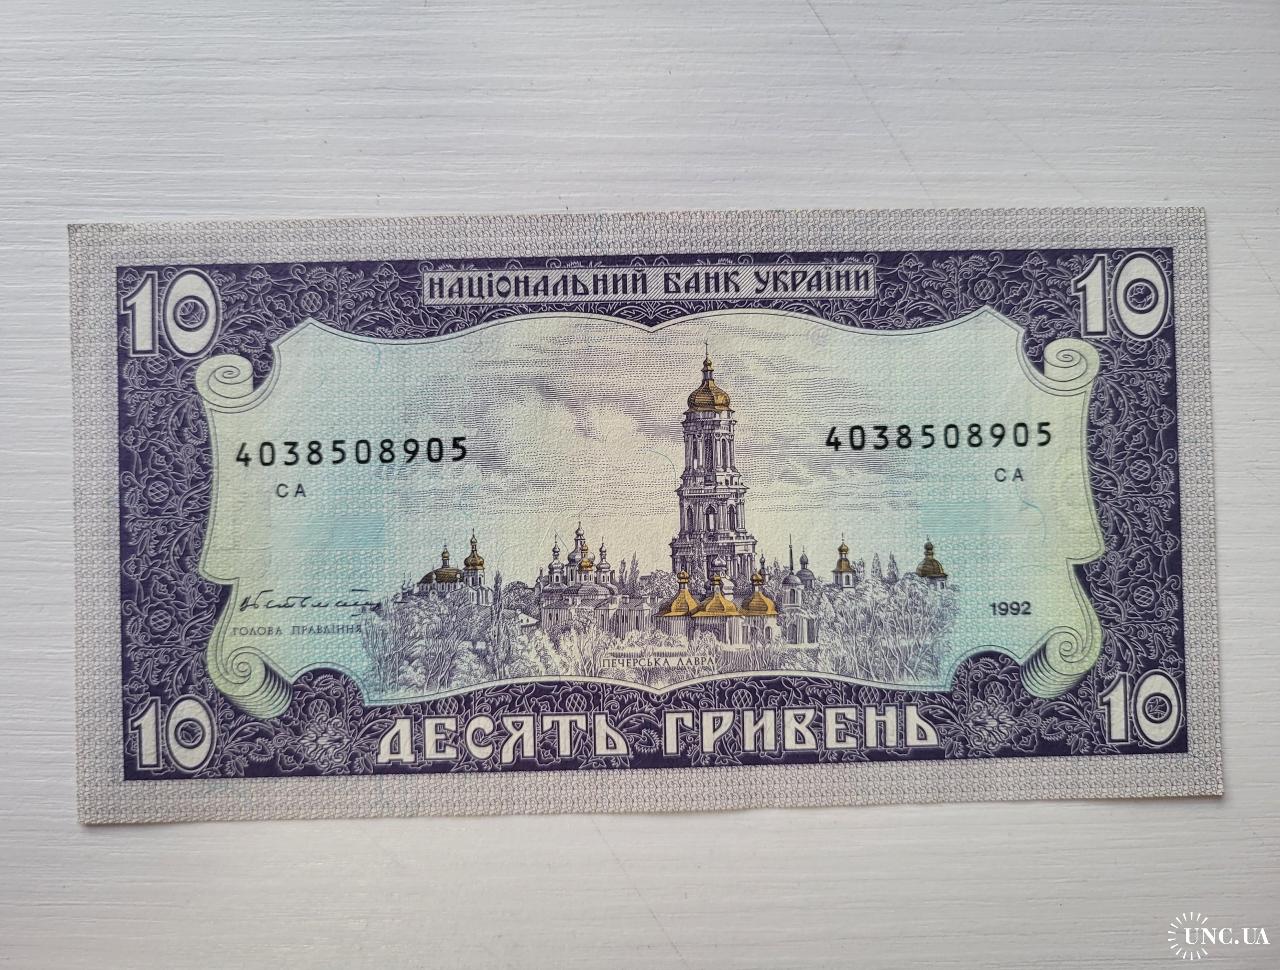 10 НАЦІОНАЛЬНИЙ БАНК УКРАЇНИ 10
4038508905 4038508905
СА СА
1992
ГОЛОВА ПРАВЛІННЯ
ПЕЧЕРСЬКА ЛАВРА
10 ДЕСЯТЬ ГРИВЕНЬ 10
UNC.UA